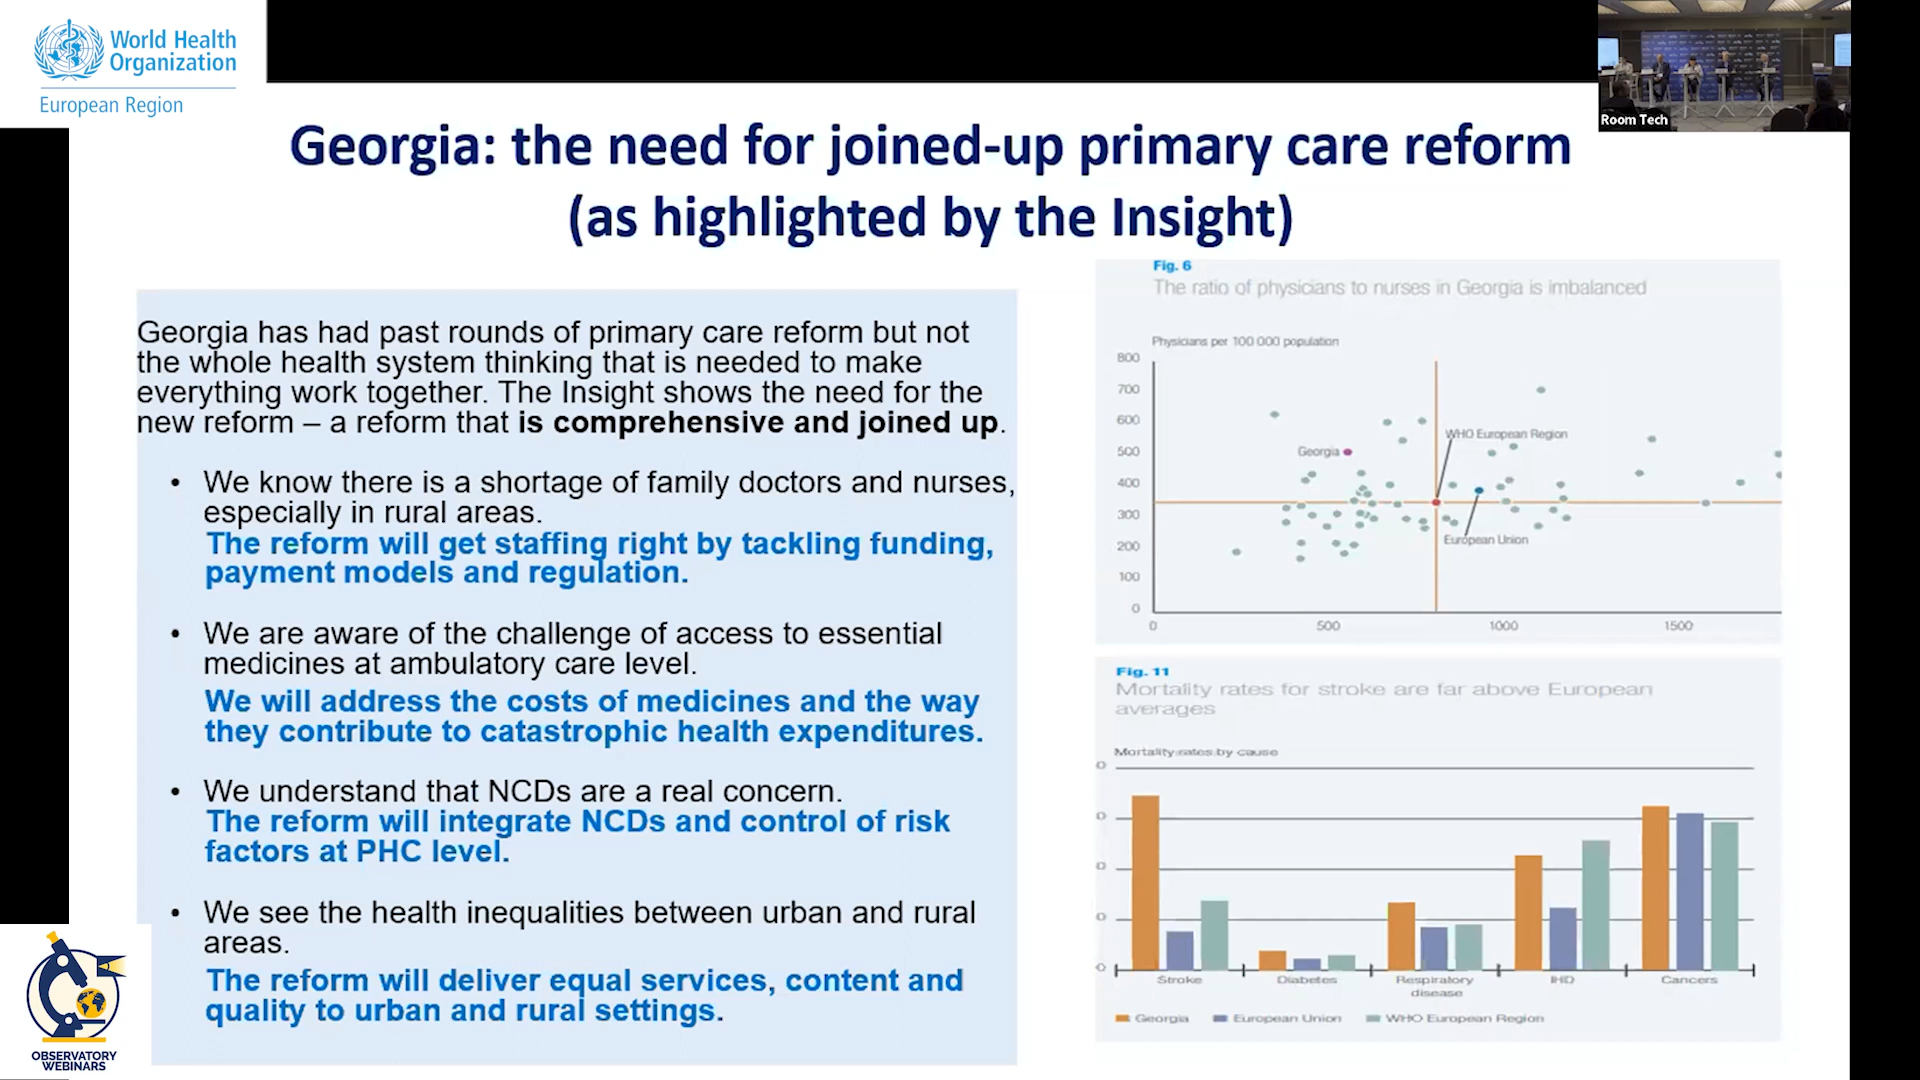 World Health
Organization
European Region
Room Tech
Georgia: the need for joined-up primary care reform
(as highlighted by the Insight)
Georgia has had past rounds of primary care reform but not
the whole health system thinking that is needed to make
everything work together. The Insight shows the need for the
new reform – a reform that is comprehensive and joined up.
• We know there is a shortage of family doctors and nurses,
especially in rural areas.
The reform will get staffing right by tackling funding,
payment models and regulation.
• We are aware of the challenge of access to essential
medicines at ambulatory care level.
We will address the costs of medicines and the way
they contribute to catastrophic health expenditures.
• We understand that NCDs are a real concern.
The reform will integrate NCDs and control of risk
factors at PHC level.
• We see the health inequalities between urban and rural
areas.
The reform will deliver equal services, content and
quality to urban and rural settings.
Fig. 6
The ratio of physicians to nurses in Georgia is imbalanced
Physicians per 100 000 population
800
700
600
500
400
300
200
100
0
Georgia
WHO European Region
European Union
0 500 1000 1500
Fig. 11
Mortality rates for stroke are far above European
averages
Mortality rates by cause
0
0
0
0
0
Stroke Diabetes Respiratory disease IHD Cancers
Georgia European Union WHO European Region
OBSERVATORY
WEBINARS